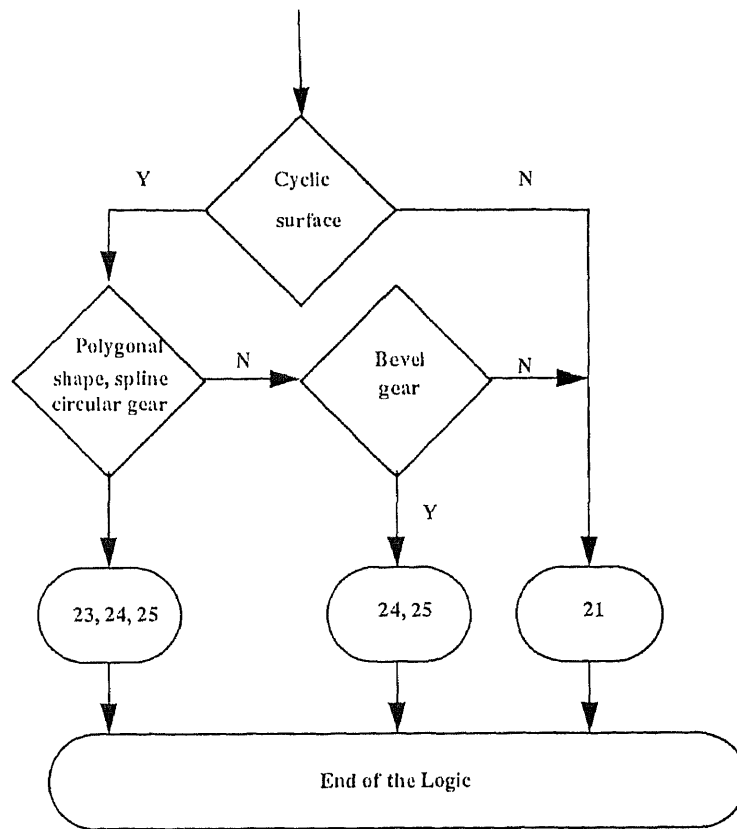 Y
Cyclic
surface
N
Polygonal
shape, spline
circular gear
N
Bevel
gear
N
Y
23, 24, 25
24, 25
21
End of the Logic